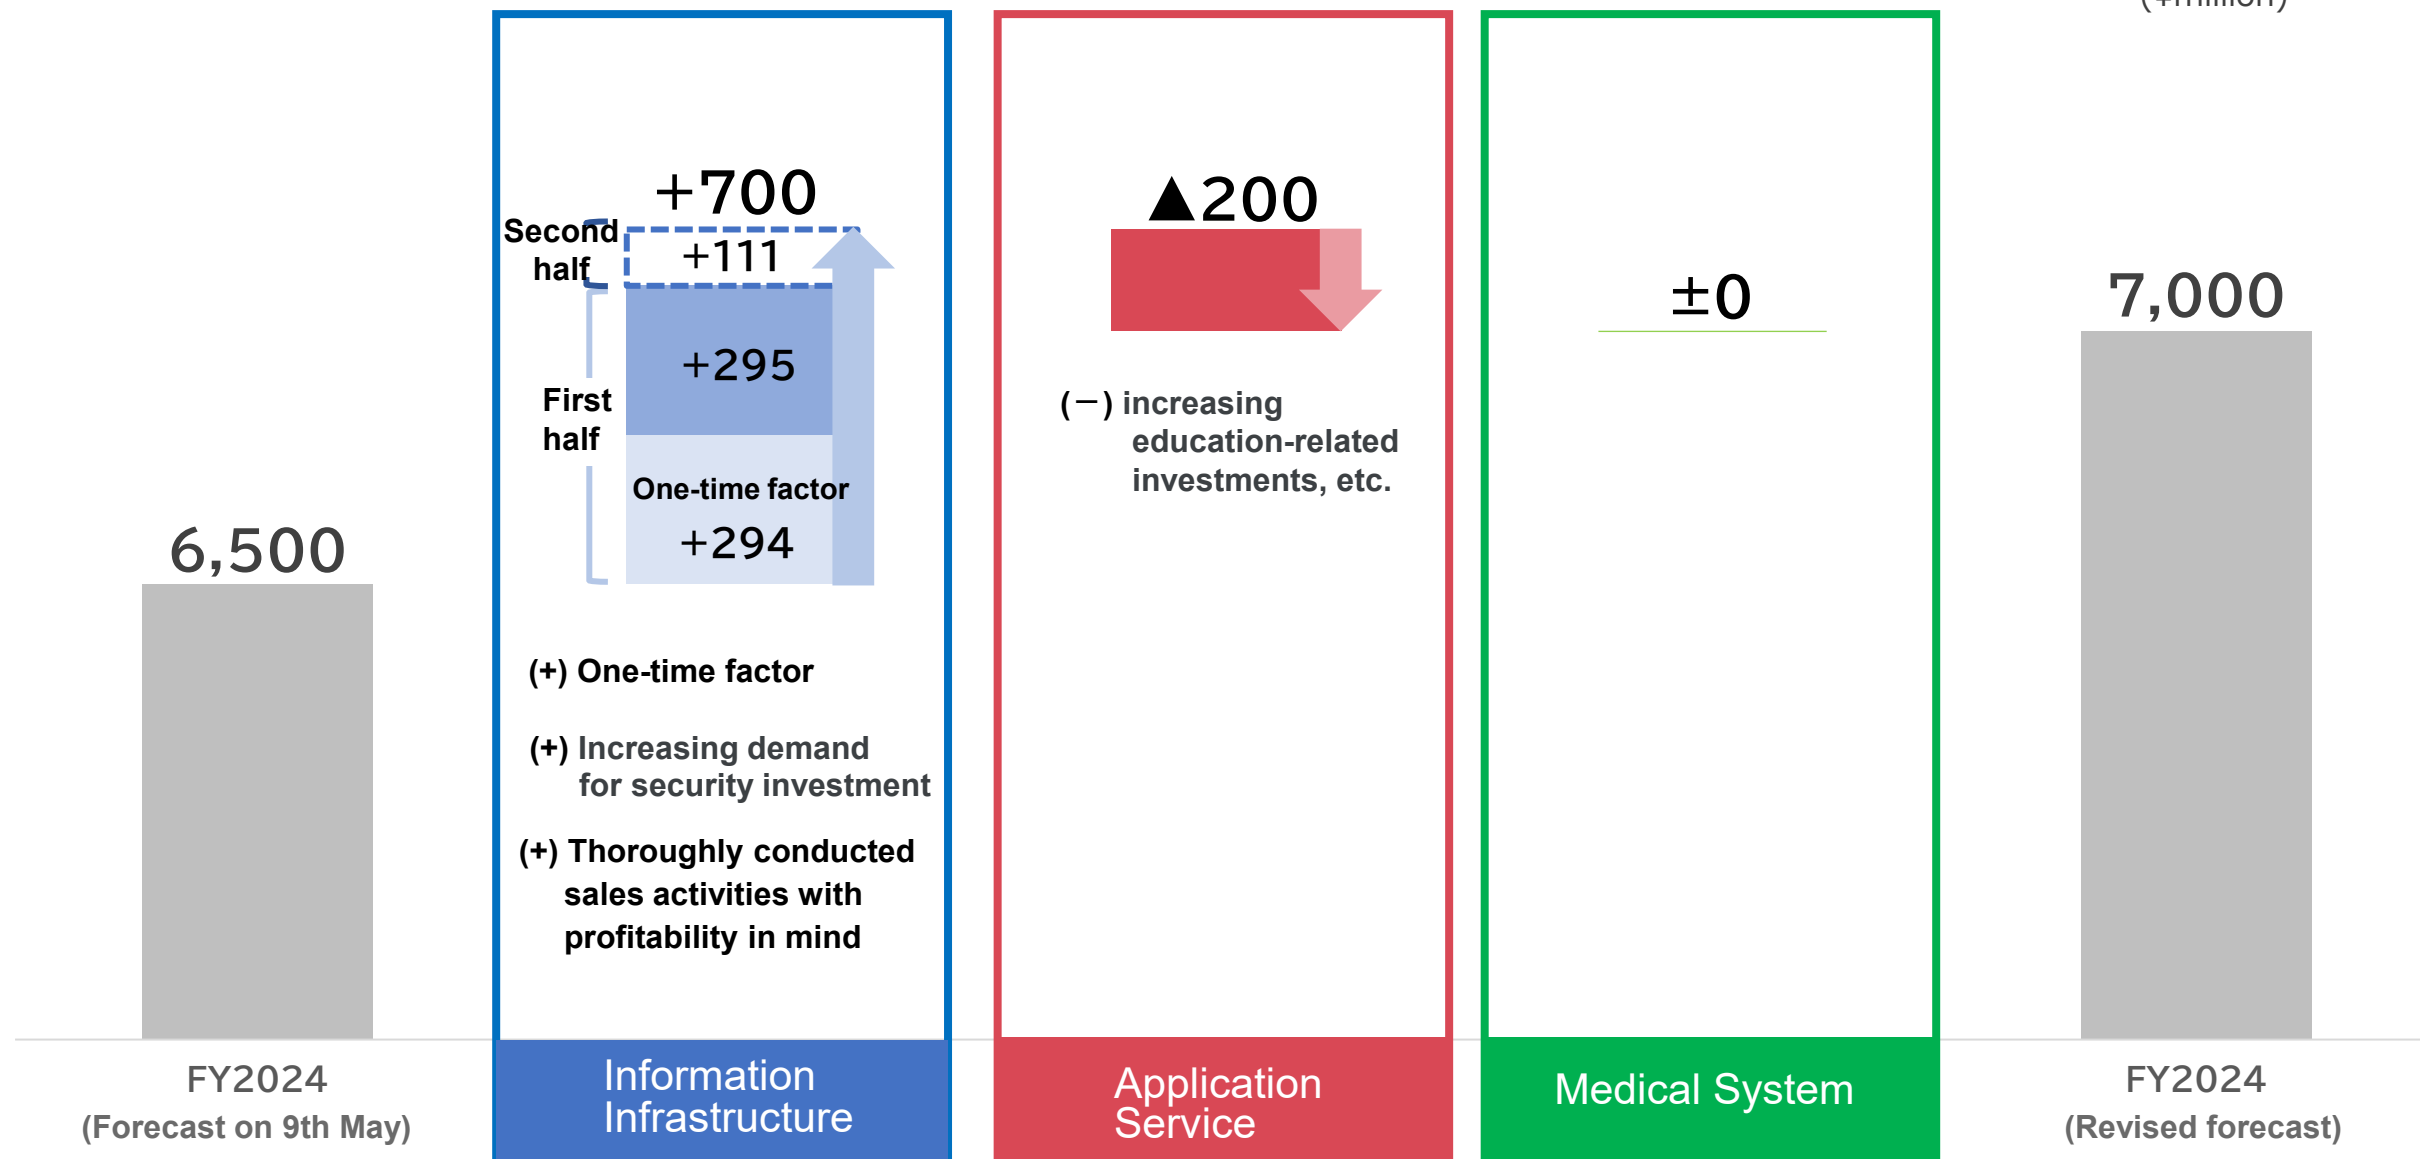 +700
Second
half
+111
+295
First
half
One-time factor
+294
(+) One-time factor
(+) Increasing demand
for security investment
(+) Thoroughly conducted
sales activities with
profitability in mind
▲200
(−) increasing
education-related
investments, etc.
±0
6,500
7,000
FY2024
(Forecast on 9th May)
Information
Infrastructure
Application
Service
Medical System
FY2024
(Revised forecast)